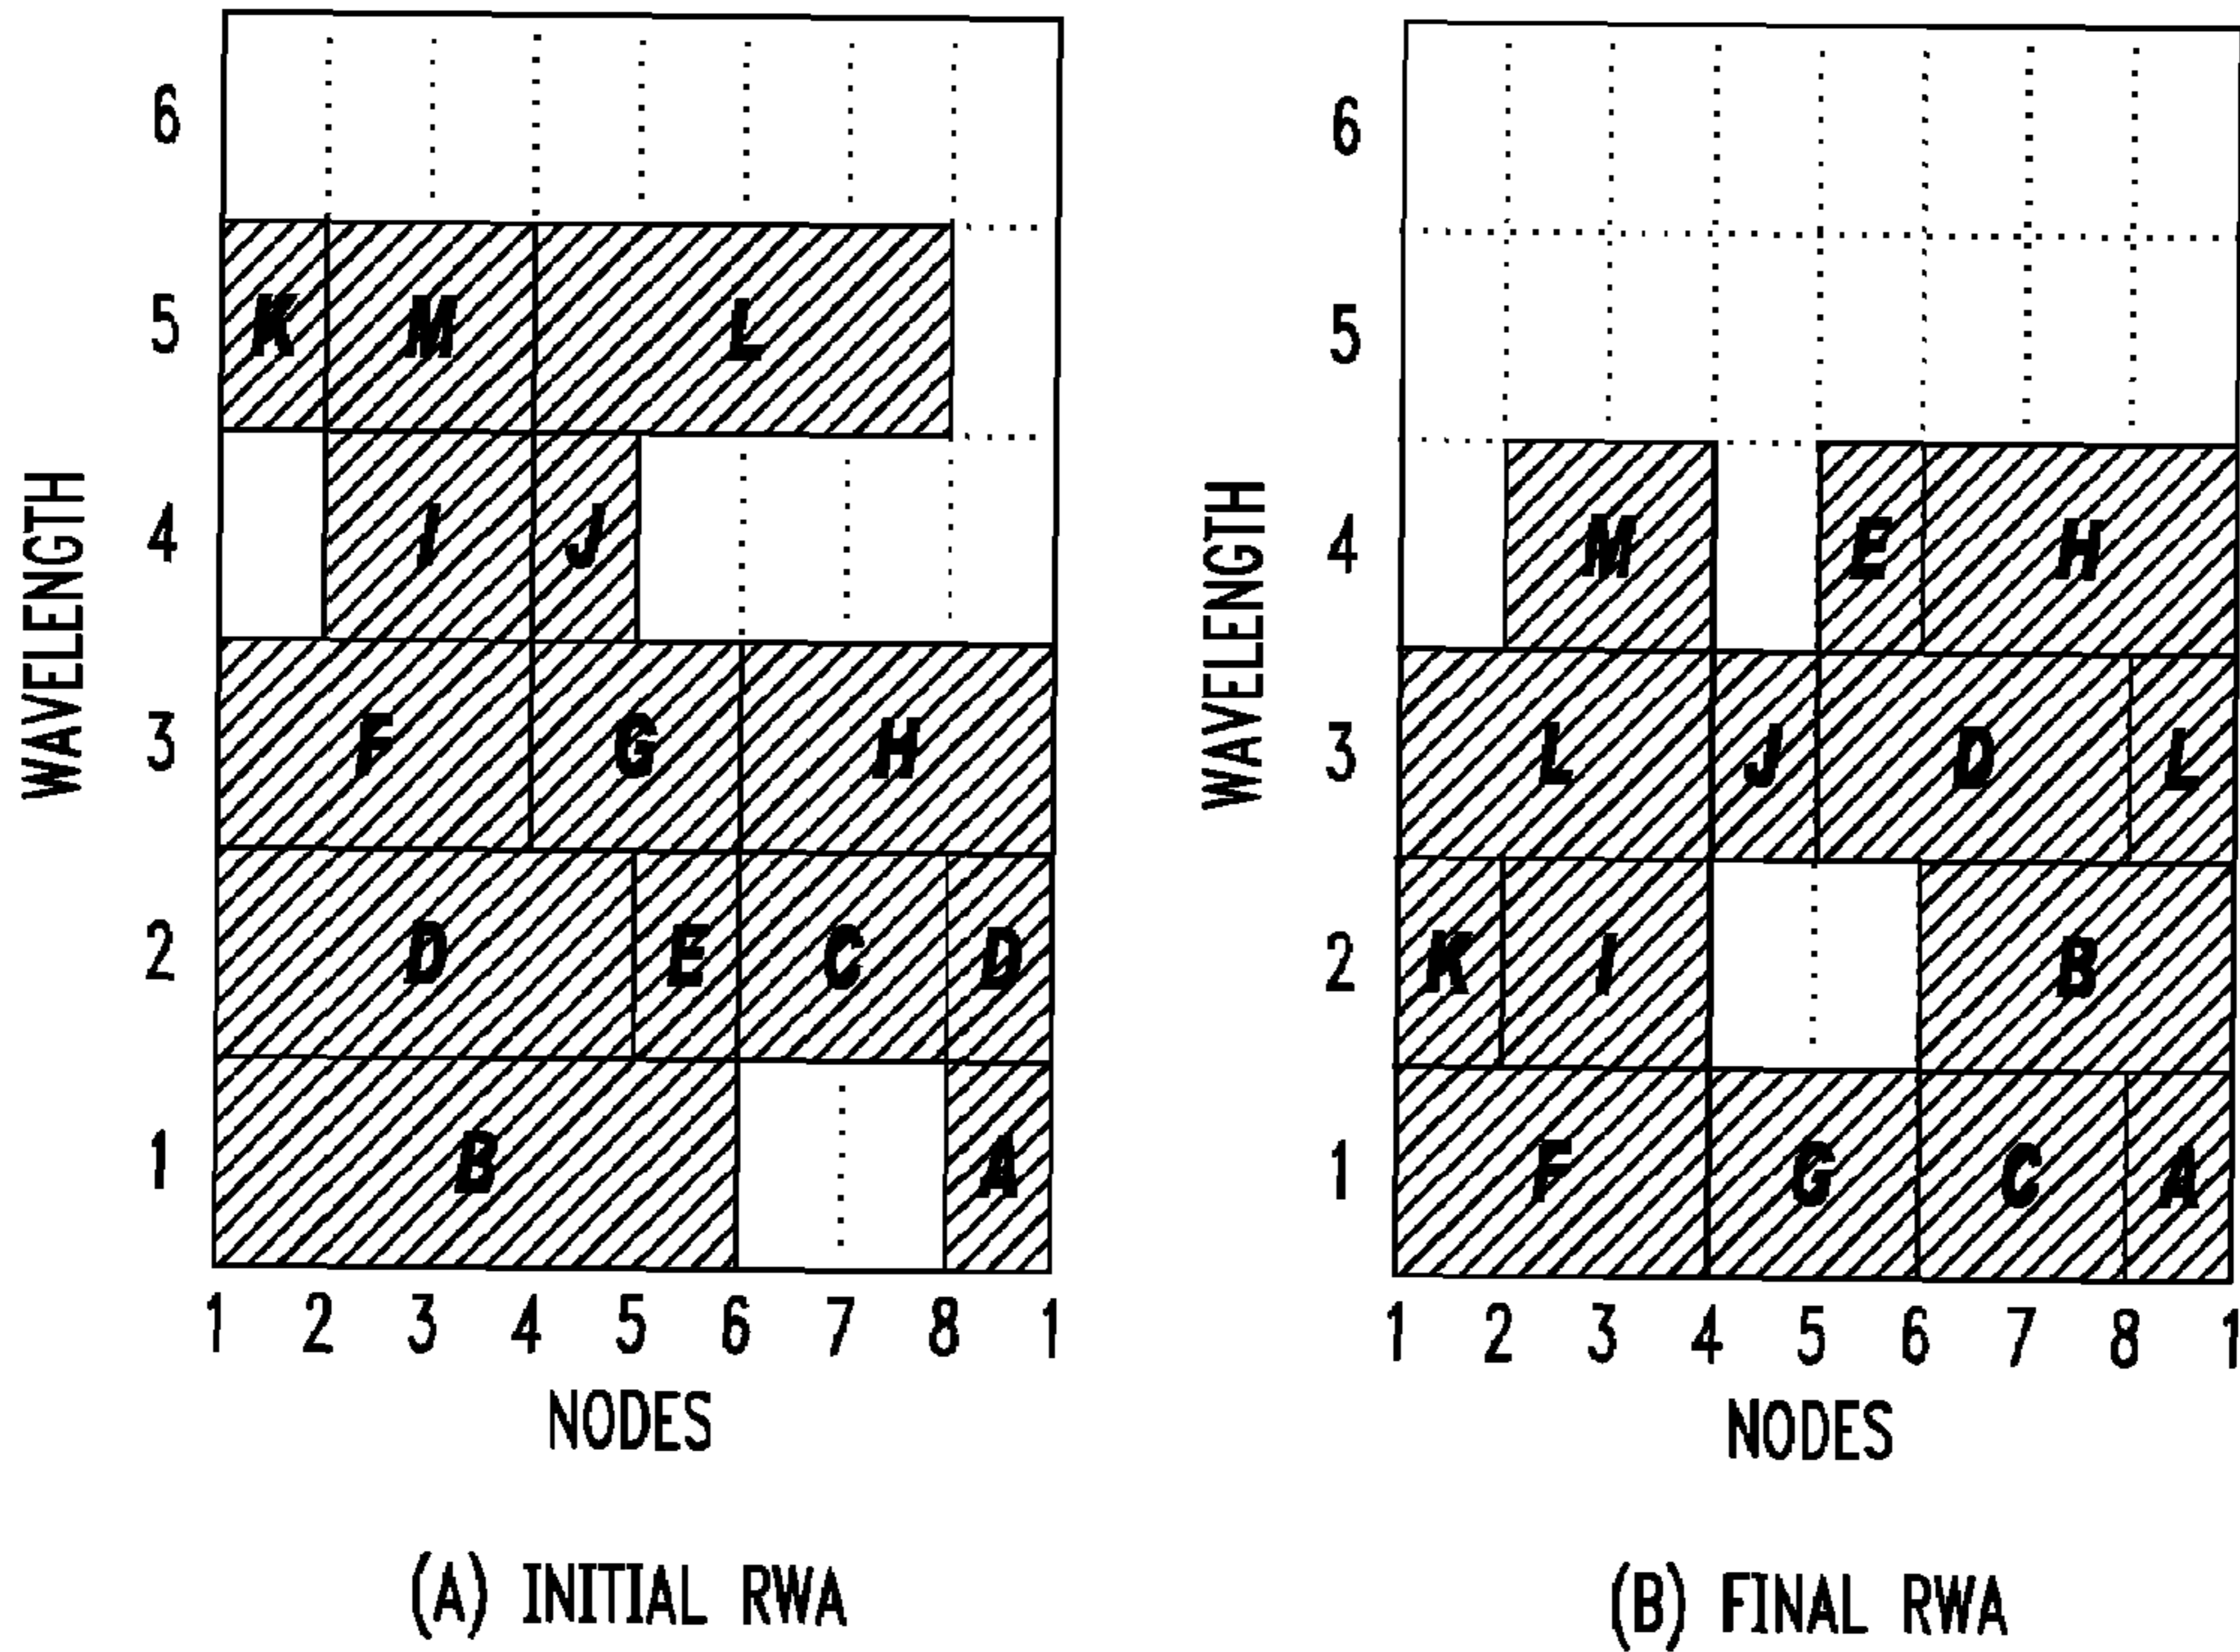 WAVELENGTH
6
5
K M L
4
I J
3
F G H
2
D E C D
1
B A
1 2 3 4 5 6 7 8 1
NODES
(A) INITIAL RWA
WAVELENGTH
6
5
4
M E H
3
L J D L
2
K I B
1
F G C A
1 2 3 4 5 6 7 8 1
NODES
(B) FINAL RWA